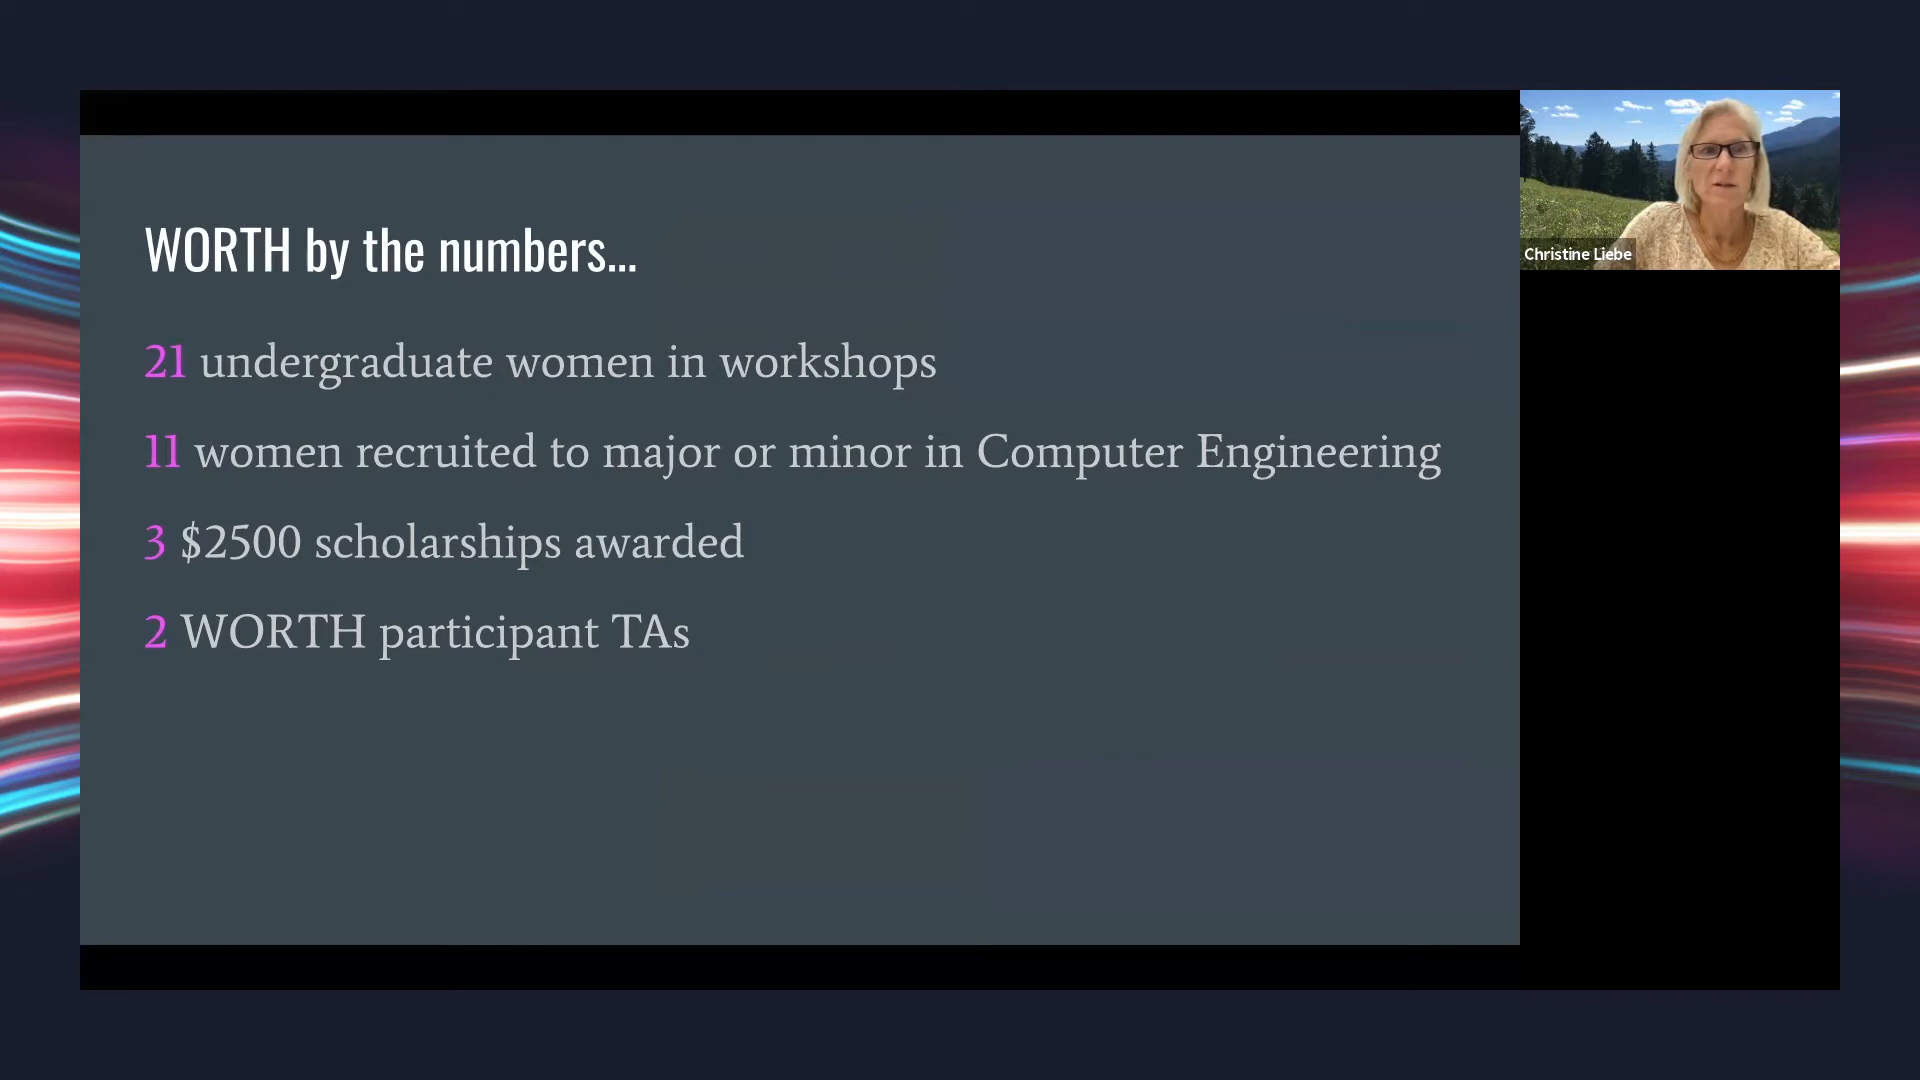 WORTH by the numbers...
21 undergraduate women in workshops
11 women recruited to major or minor in Computer Engineering
3 $2500 scholarships awarded
2 WORTH participant TAs
Christine Liebe